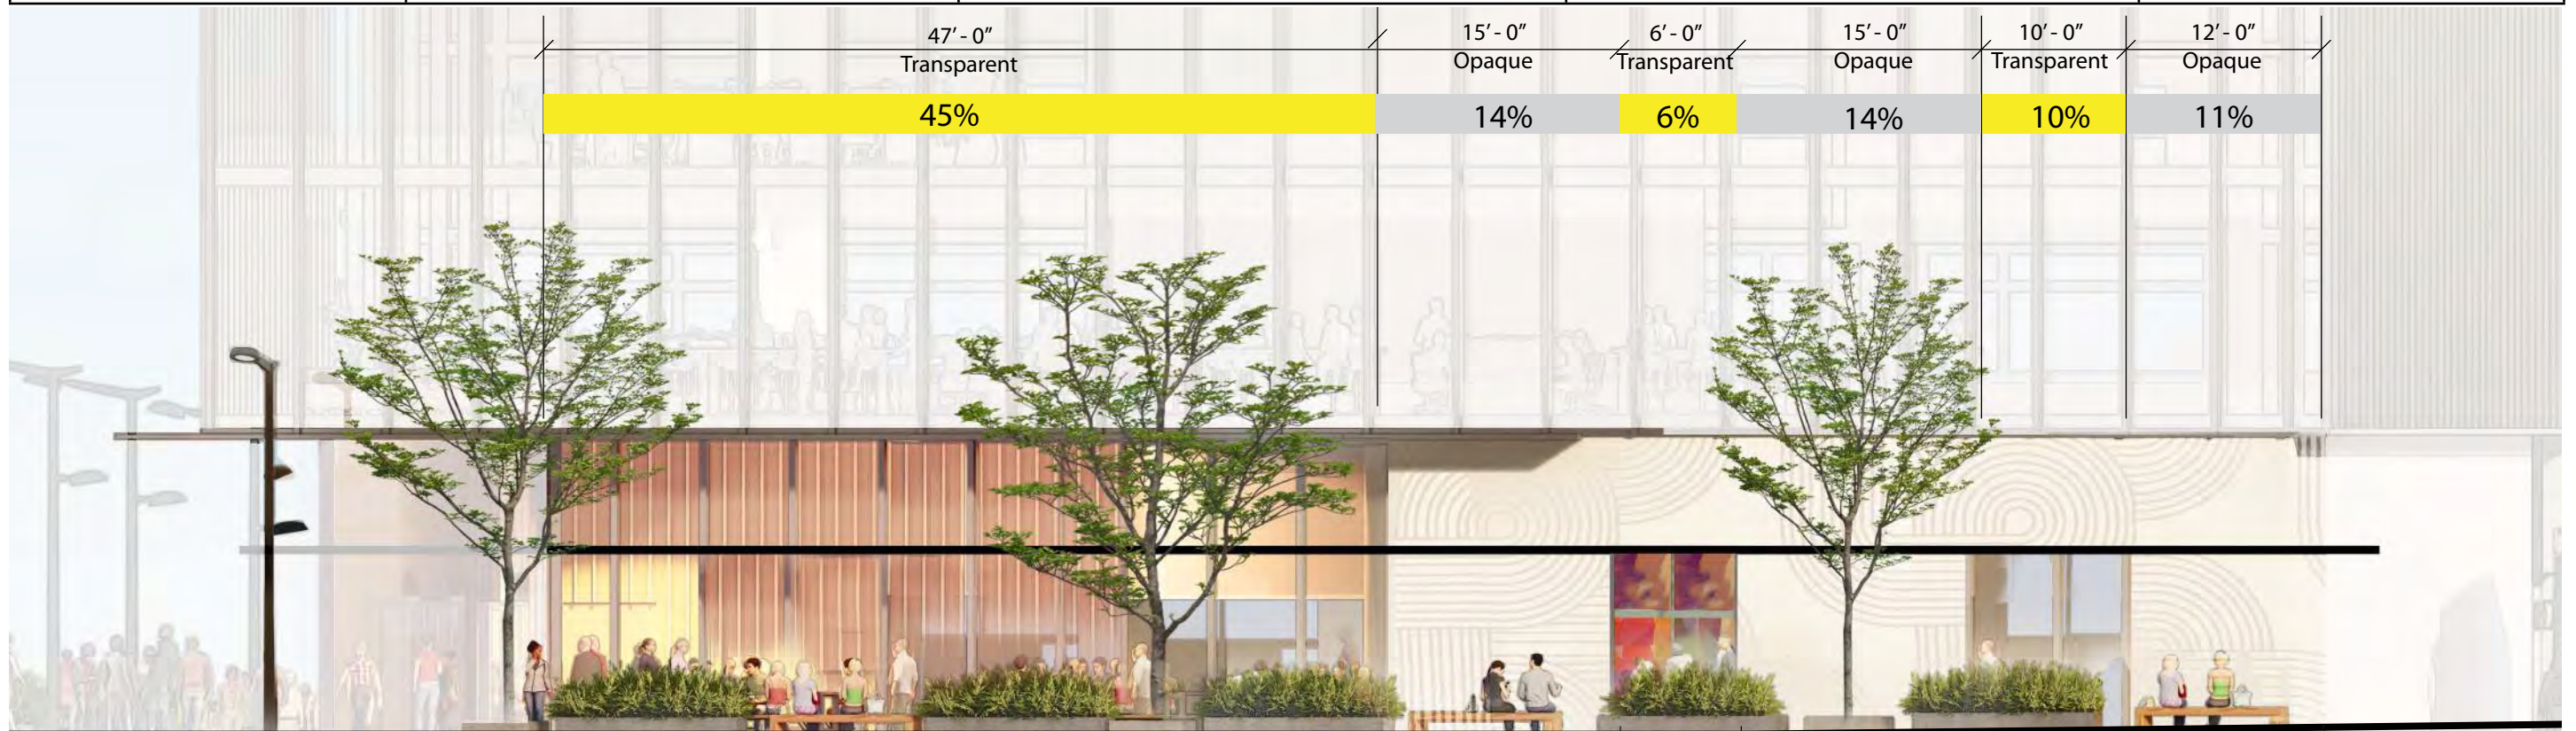 47' - 0"
Transparent
15' - 0"
Opaque
6' - 0"
Transparent
15' - 0"
Opaque
10' - 0"
Transparent
12' - 0"
Opaque
45%
14%
6%
14%
10%
11%